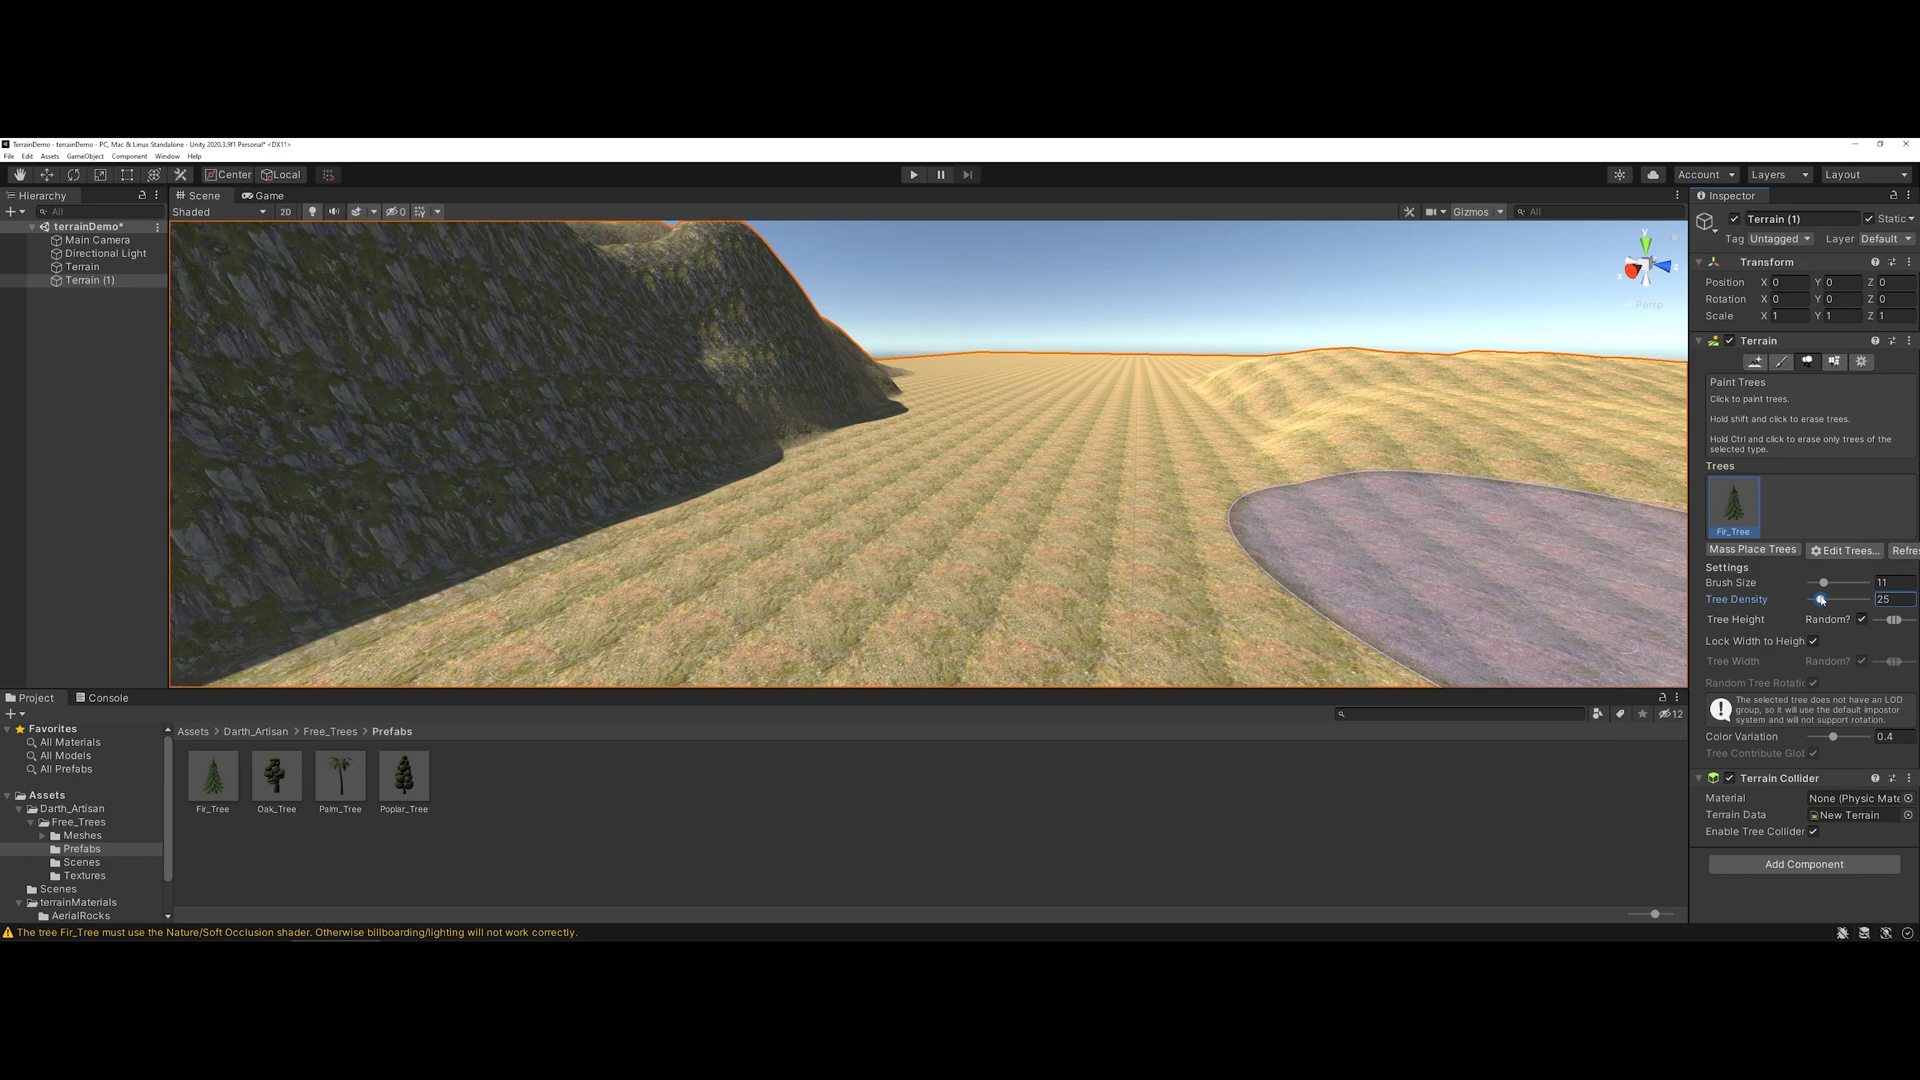 TerrainDemo - terrainDemo - PC, Mac & Linux Standalone - Unity 2020.3.9f1 Personal* <DX11>
File Edit Assets GameObject Component Window Help
Center Local Account Layers Layout
Hierarchy
All
terrainDemo*
Main Camera
Directional Light
Terrain
Terrain (1)
Scene Game
Shaded 2D 0 Gizmos All
y
x z
Persp
Inspector
Terrain (1) Static
Tag Untagged Layer Default
Transform
Position X 0 Y 0 Z 0
Rotation X 0 Y 0 Z 0
Scale X 1 Y 1 Z 1
Terrain
Paint Trees
Click to paint trees.
Hold shift and click to erase trees.
Hold Ctrl and click to erase only trees of the
selected type.
Trees
Fir_Tree
Mass Place Trees Edit Trees... Refres
Settings
Brush Size 11
Tree Density 25
Tree Height Random?
Lock Width to Heigh
Tree Width Random?
Random Tree Rotatic
The selected tree does not have an LOD
group, so it will use the default impostor
system and will not support rotation.
Color Variation 0.4
Tree Contribute Glol
Terrain Collider
Material None (Physic Mate
Terrain Data New Terrain
Enable Tree Collider
Add Component
Project Console
12
Favorites
All Materials
All Models
All Prefabs
Assets
Darth_Artisan
Free_Trees
Meshes
Prefabs
Scenes
Textures
Scenes
terrainMaterials
AerialRocks
Assets > Darth_Artisan > Free_Trees > Prefabs
Fir_Tree Oak_Tree Palm_Tree Poplar_Tree
The tree Fir_Tree must use the Nature/Soft Occlusion shader. Otherwise billboarding/lighting will not work correctly.